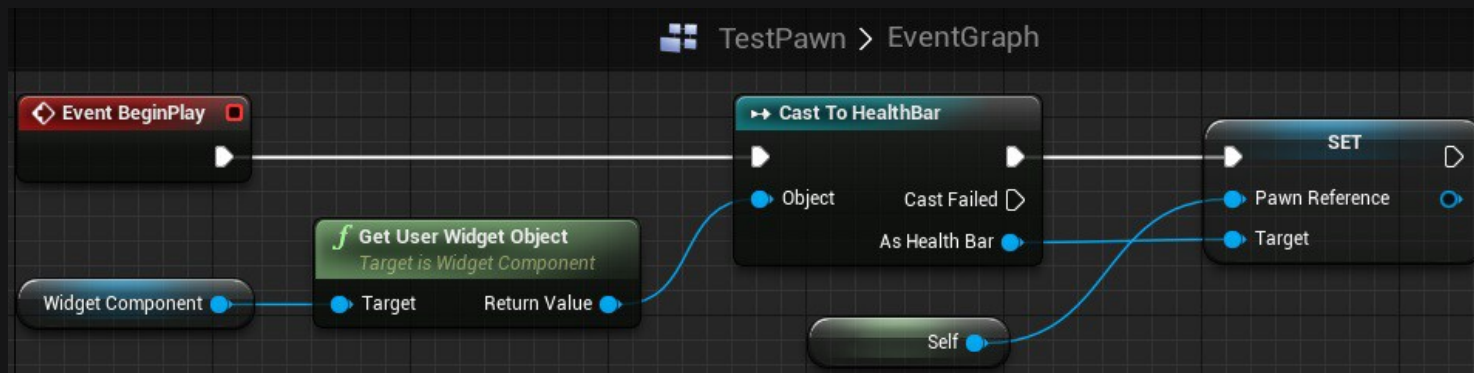 TestPawn > EventGraph
Event BeginPlay
Cast To HealthBar
SET
Object
Cast Failed
Pawn Reference
f Get User Widget Object
Target is Widget Component
As Health Bar
Target
Widget Component
Target
Return Value
Self